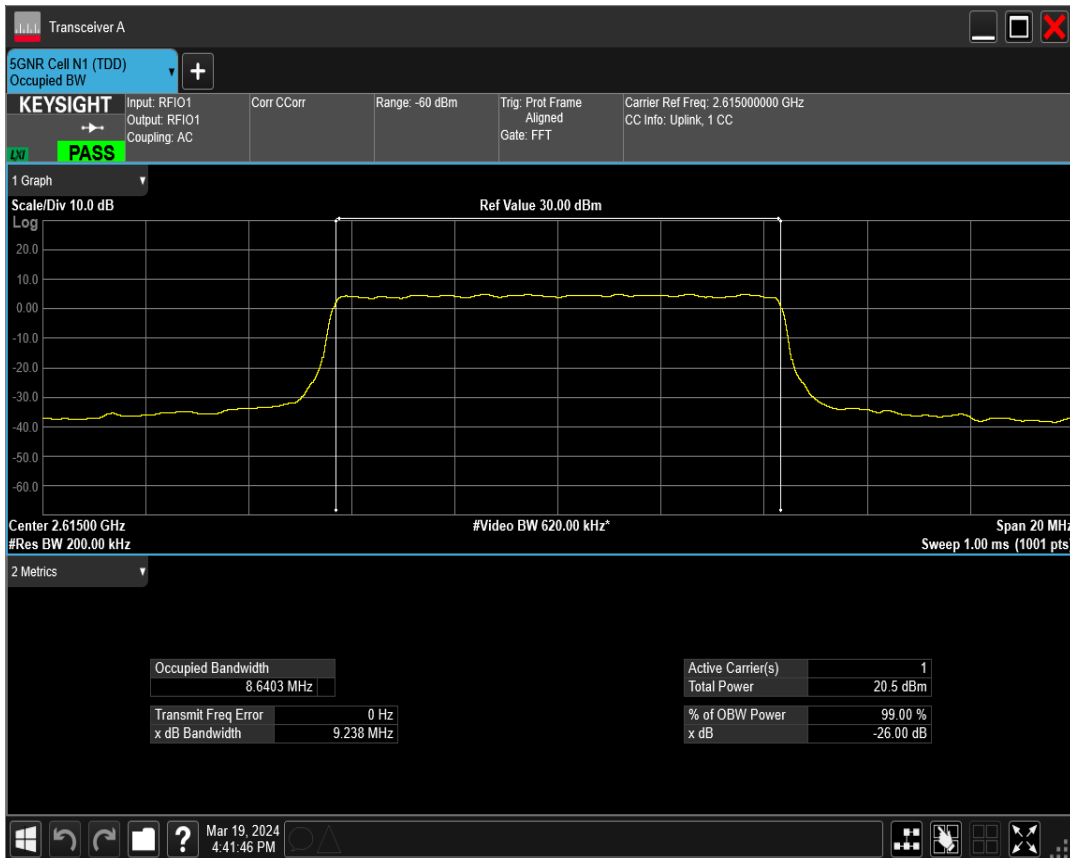 Transceiver A
5GNR Cell N1 (TDD)
Occupied BW
+
KEYSIGHT
LXI
PASS
Input: RFIO1
Output: RFIO1
Coupling: AC
Corr CCorr
Range: -60 dBm
Trig: Prot Frame
Aligned
Gate: FFT
Carrier Ref Freq: 2.615000000 GHz
CC Info: Uplink, 1 CC
1 Graph
Scale/Div 10.0 dB
Ref Value 30.00 dBm
Log
20.0
10.0
0.00
-10.0
-20.0
-30.0
-40.0
-50.0
-60.0
Center 2.61500 GHz
#Video BW 620.00 kHz*
Span 20 MHz
#Res BW 200.00 kHz
Sweep 1.00 ms (1001 pts)
2 Metrics
Occupied Bandwidth
8.6403 MHz
Transmit Freq Error 0 Hz
x dB Bandwidth 9.238 MHz
Active Carrier(s) 1
Total Power 20.5 dBm
% of OBW Power 99.00 %
x dB -26.00 dB
?
Mar 19, 2024
4:41:46 PM